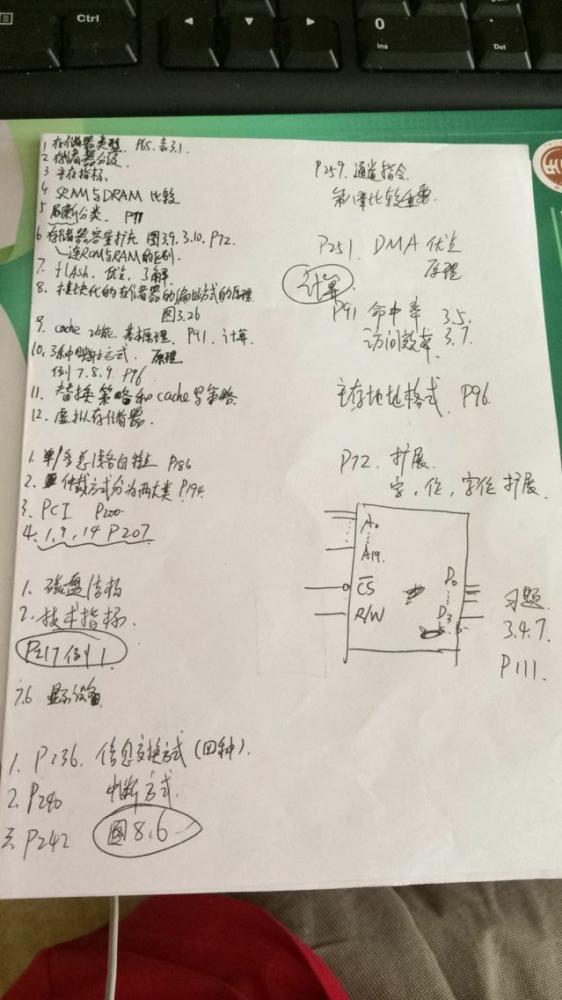 1 存储器类型. P65. 表3.1
2 存储器分级.
3 主存指标.
4 SRAM与DRAM 比较
5 刷新分类. P71
6 存储器容量扩充 图3.9. 3.10. P72.
连ROM与RAM的区别.
7. flash. 优点. 了解
8. 模块化的存储器的编址方式的原理.
图3.26
9. cache 功能. 基本原理. P91. 计算.
10. 3种映射方式. 原理
例7.8.9. P96
11. 替换策略和cache写策略
12. 虚拟存储器.
1. 单/多总线各自特点 P186
2. 仲裁方式分为两大类 P194
3. PCI P200
4. 1, 9, 14 P207
1. 磁盘结构
2. 技术指标.
P217 例1
7.6 显示设备
1. P236. 信息交换方式(四种).
2. P240 中断方式.
三 P242 图8.6
P259. 通道指令.
比较重要
P251. DMA 优点
原理
计算
P91 命中率 3.5.
访问效率 3.7.
主存地址格式. P96.
P72. 扩展.
字, 位, 字位扩展.
A0
A19.
CS
R/W
D0
D3
习题
3.4.7.
P111.
Ctrl
0
Ins
Del